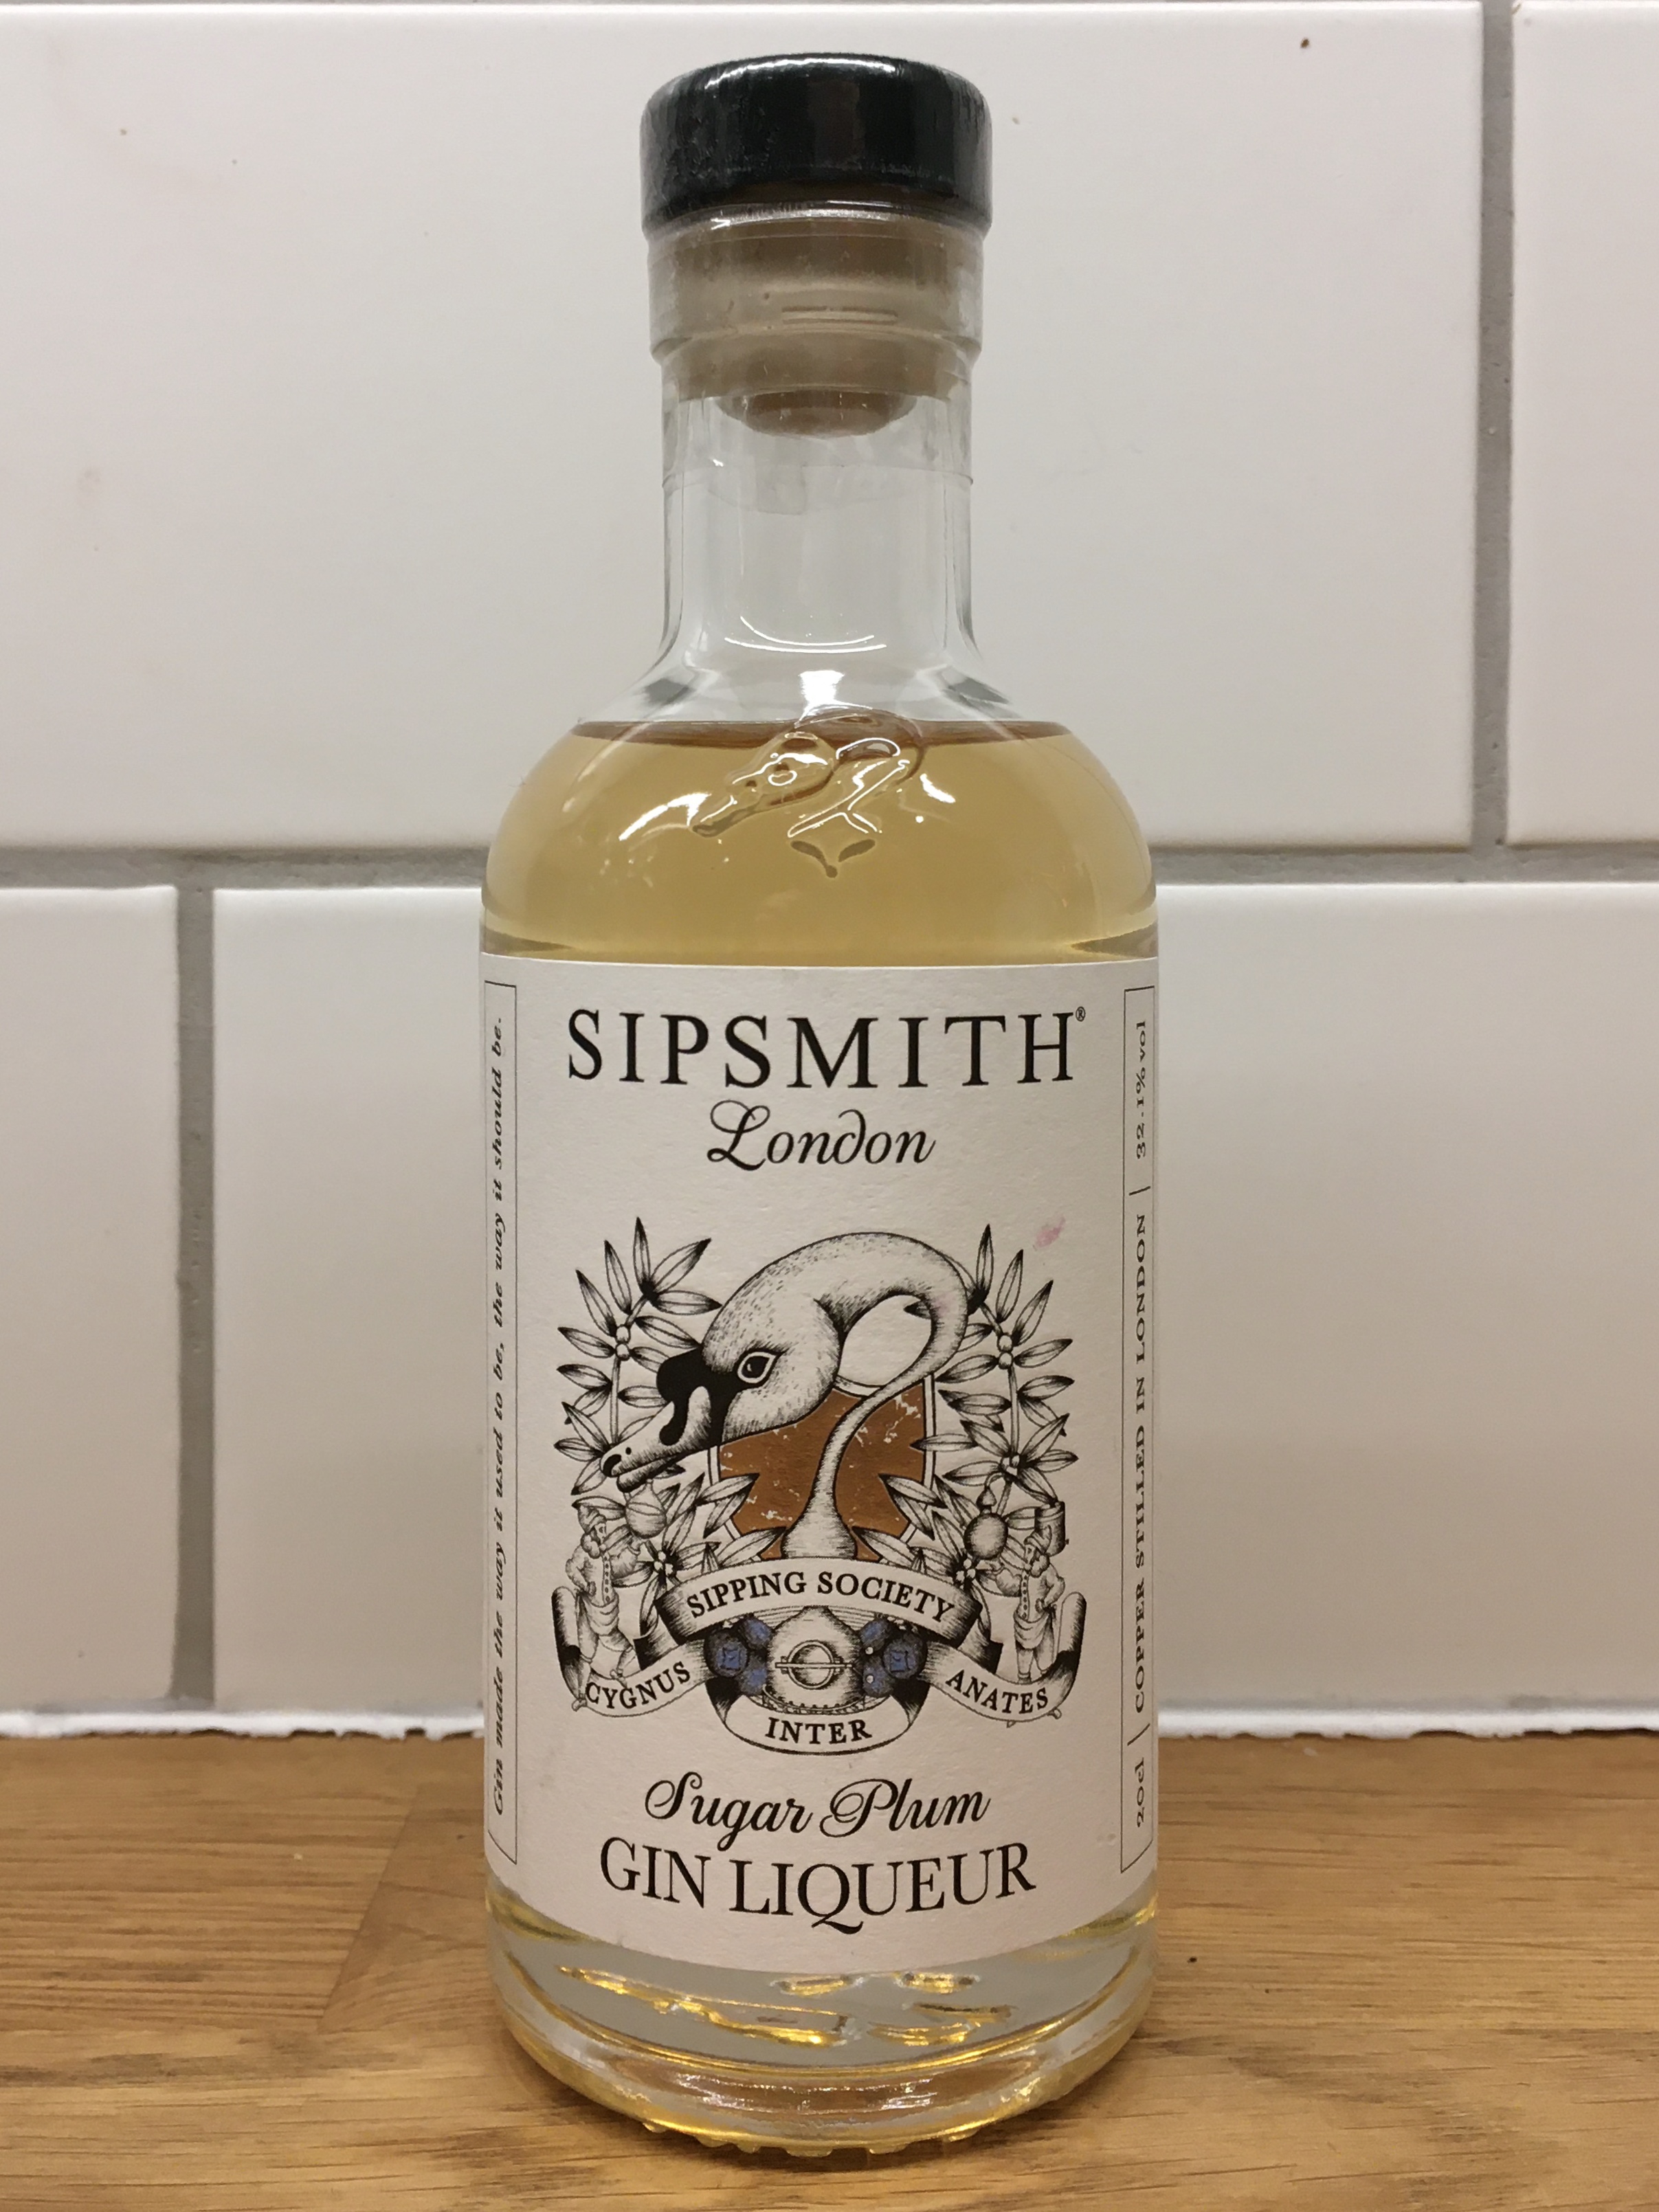 SIPSMITH®
London
SIPPING SOCIETY
CYGNUS
INTER
ANATES
Sugar Plum
GIN LIQUEUR
Gin made the way it used to be, the way it should be.
20cl | COPPER STILLED IN LONDON | 32.1% vol